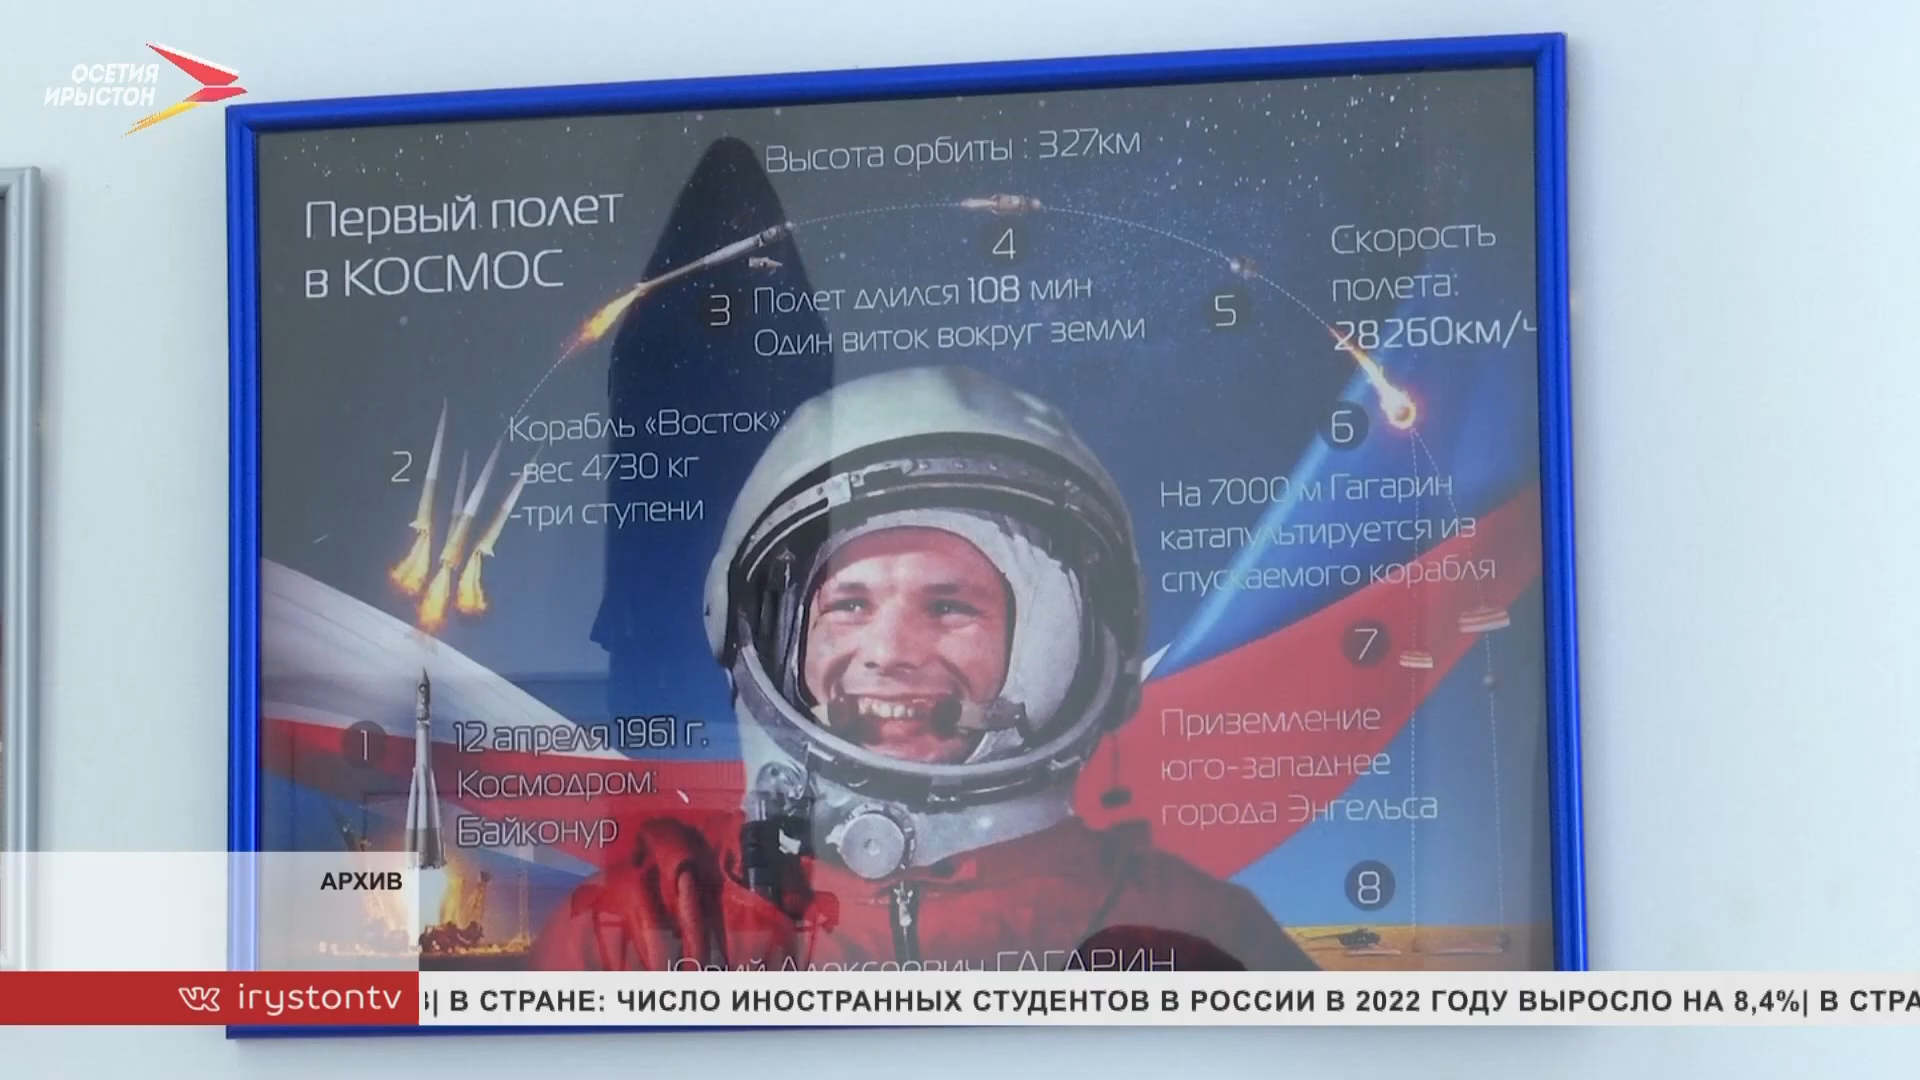 ОСЕТИЯ
ИРЫСТОН
Высота орбиты : 327км
Первый полет
в КОСМОС
4
3
Полет длился 108 мин
Один виток вокруг земли
5
Скорость
полета:
28260км/ч
6
2
Корабль «Восток»:
-вес 4730 кг
-три ступени
На 7000 м Гагарин
катапультируется из
спускаемого корабля
7
1
12 апреля 1961 г.
Космодром:
Байконур
Приземление
юго-западнее
города Энгельса
8
Юрий Алексеевич ГАГАРИН
АРХИВ
irystontv
| В СТРАНЕ: ЧИСЛО ИНОСТРАННЫХ СТУДЕНТОВ В РОССИИ В 2022 ГОДУ ВЫРОСЛО НА 8,4%| В СТРА